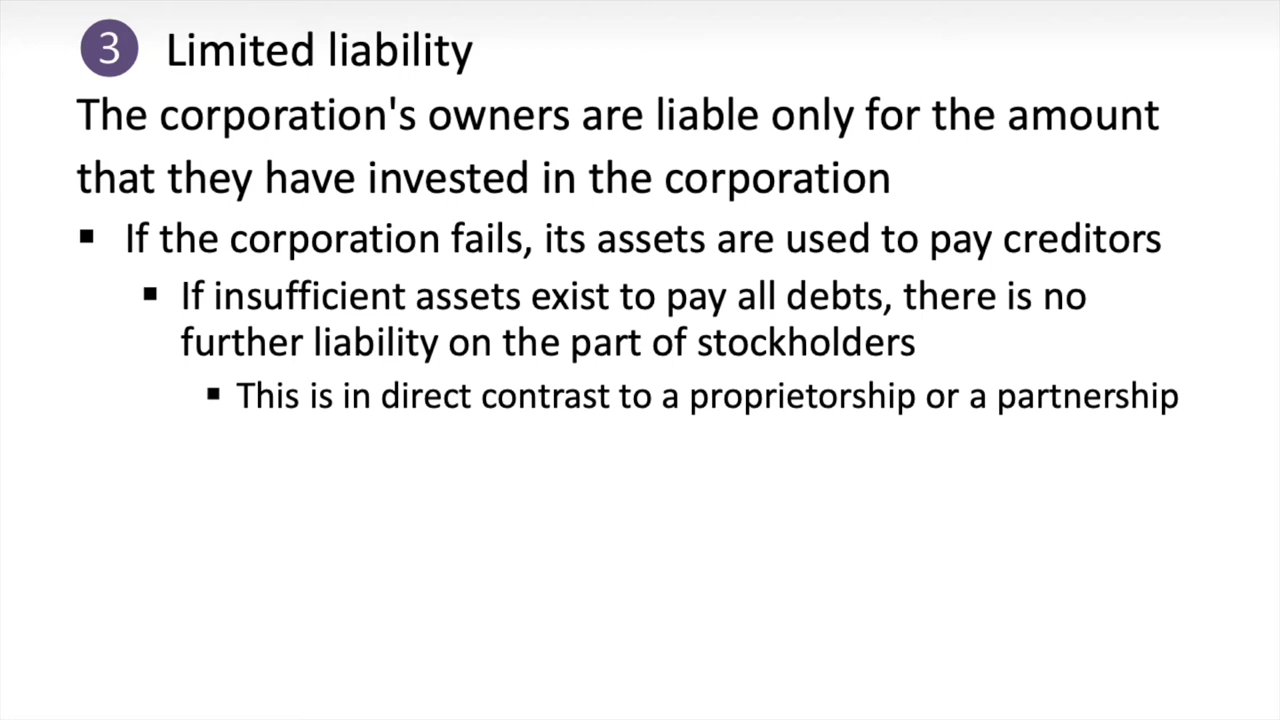 3 Limited liability
The corporation's owners are liable only for the amount
that they have invested in the corporation
▪ If the corporation fails, its assets are used to pay creditors
▪ If insufficient assets exist to pay all debts, there is no
further liability on the part of stockholders
▪ This is in direct contrast to a proprietorship or a partnership